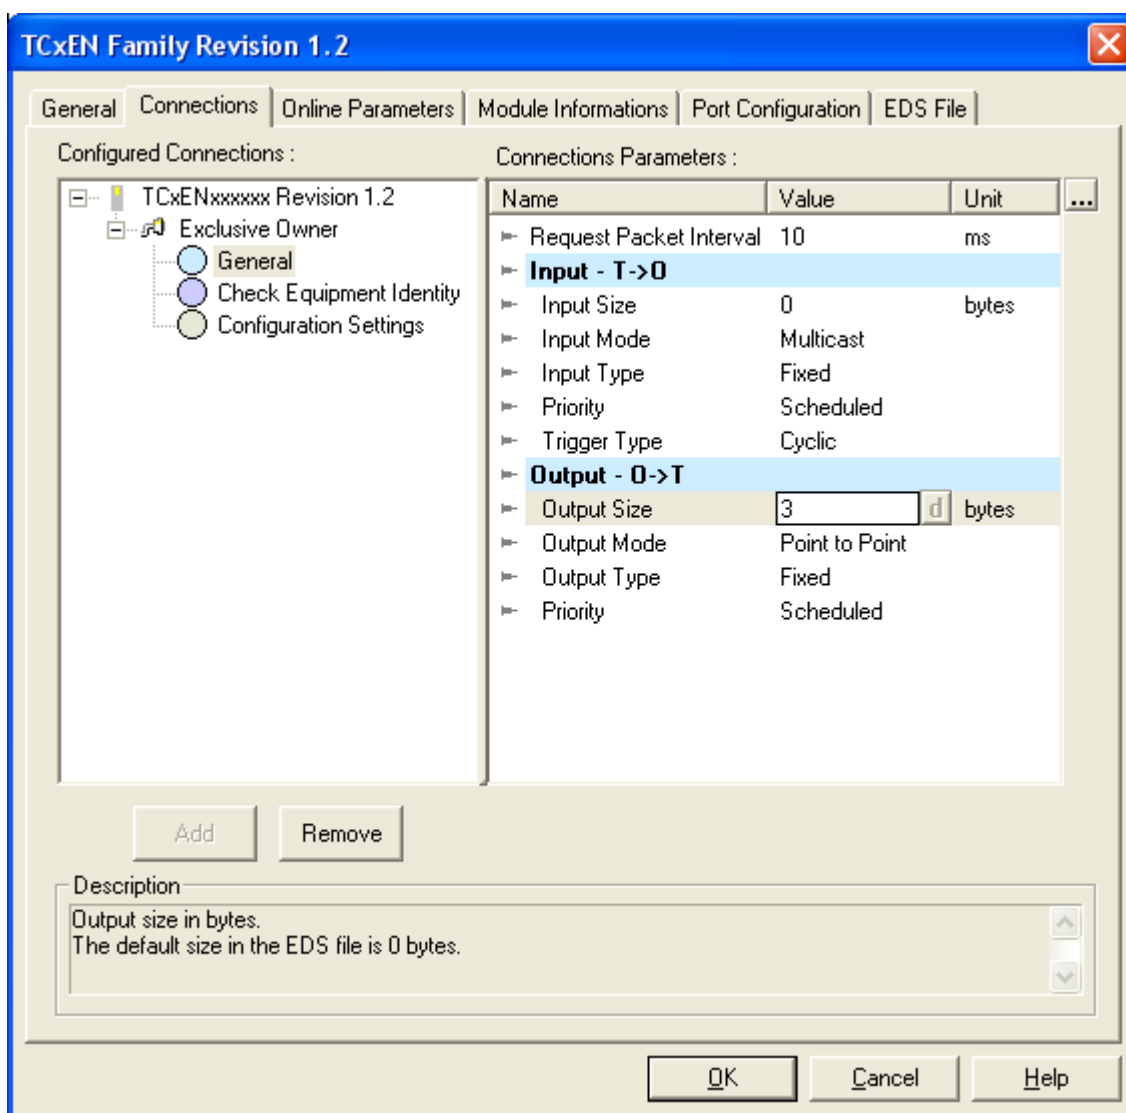 TCxEN Family Revision 1.2
General Connections Online Parameters Module Informations Port Configuration EDS File
Configured Connections :
TCxENxxxxxx Revision 1.2
Exclusive Owner
General
Check Equipment Identity
Configuration Settings
Connections Parameters :
Name Value Unit ...
Request Packet Interval 10 ms
Input - T->O
Input Size 0 bytes
Input Mode Multicast
Input Type Fixed
Priority Scheduled
Trigger Type Cyclic
Output - O->T
Output Size 3 d bytes
Output Mode Point to Point
Output Type Fixed
Priority Scheduled
Add Remove
Description
Output size in bytes.
The default size in the EDS file is 0 bytes.
OK Cancel Help